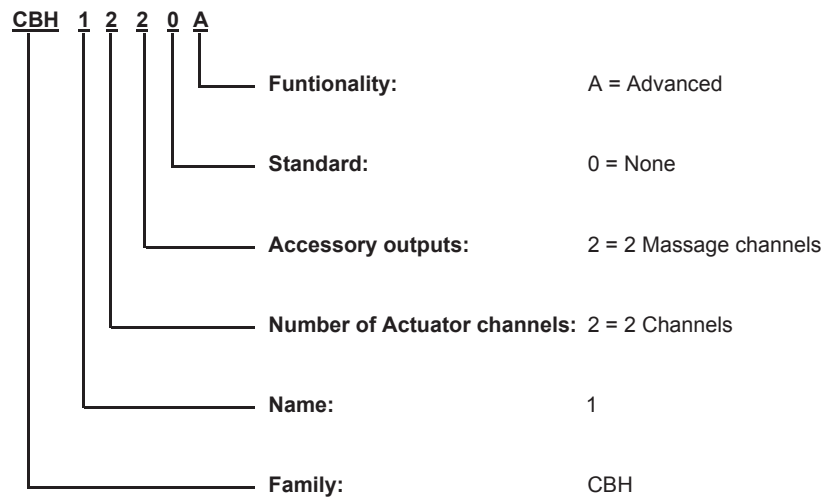 CBH 1 2 2 0 A
Funtionality: A = Advanced
Standard: 0 = None
Accessory outputs: 2 = 2 Massage channels
Number of Actuator channels: 2 = 2 Channels
Name: 1
Family: CBH